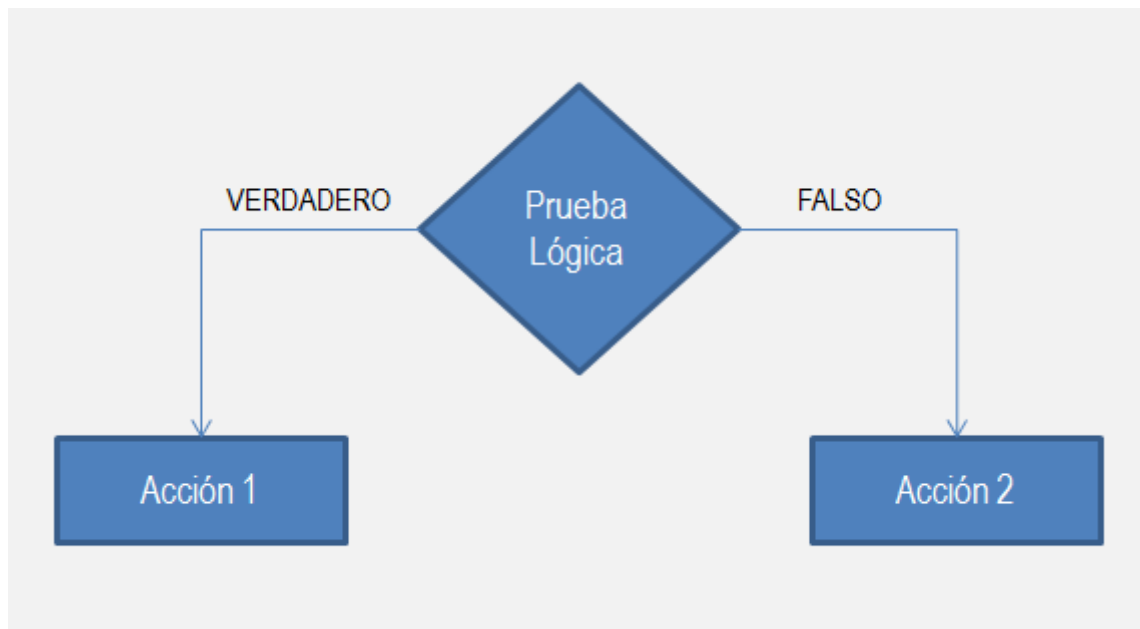 VERDADERO
Prueba
Lógica
FALSO
Acción 1
Acción 2